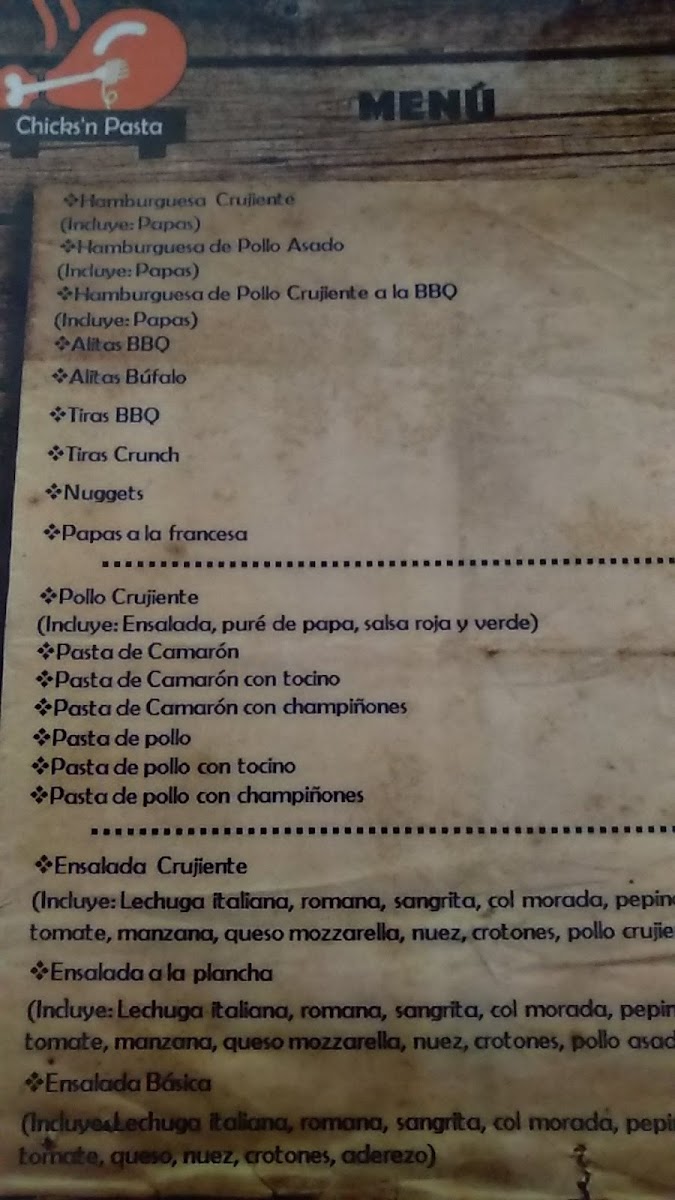 Chicks'n Pasta
MENÚ
❖Hamburguesa Crujiente
(Incluye: Papas)
❖Hamburguesa de Pollo Asado
(Incluye: Papas)
❖Hamburguesa de Pollo Crujiente a la BBQ
(Incluye: Papas)
❖Alitas BBQ
❖Alitas Búfalo
❖Tiras BBQ
❖Tiras Crunch
❖Nuggets
❖Papas a la francesa
❖Pollo Crujiente
(Incluye: Ensalada, puré de papa, salsa roja y verde)
❖Pasta de Camarón
❖Pasta de Camarón con tocino
❖Pasta de Camarón con champiñones
❖Pasta de pollo
❖Pasta de pollo con tocino
❖Pasta de pollo con champiñones
❖Ensalada Crujiente
(Incluye: Lechuga italiana, romana, sangrita, col morada, pepin
tomate, manzana, queso mozzarella, nuez, crotones, pollo crujie
❖Ensalada a la plancha
(Incluye: Lechuga italiana, romana, sangrita, col morada, pepin
tomate, manzana, queso mozzarella, nuez, crotones, pollo asad
❖Ensalada Básica
(Incluye: Lechuga italiana, romana, sangrita, col morada, pepi
tomate, queso, nuez, crotones, aderezo)